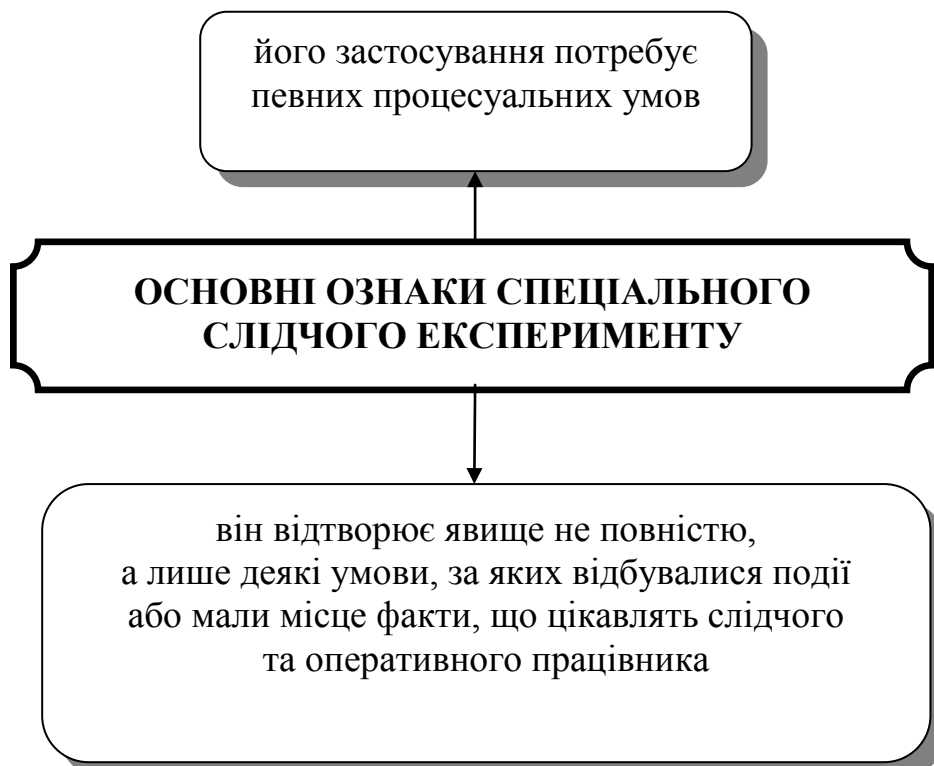 його застосування потребує
певних процесуальних умов
ОСНОВНІ ОЗНАКИ СПЕЦІАЛЬНОГО
СЛІДЧОГО ЕКСПЕРИМЕНТУ
він відтворює явище не повністю,
а лише деякі умови, за яких відбувалися події
або мали місце факти, що цікавлять слідчого
та оперативного працівника